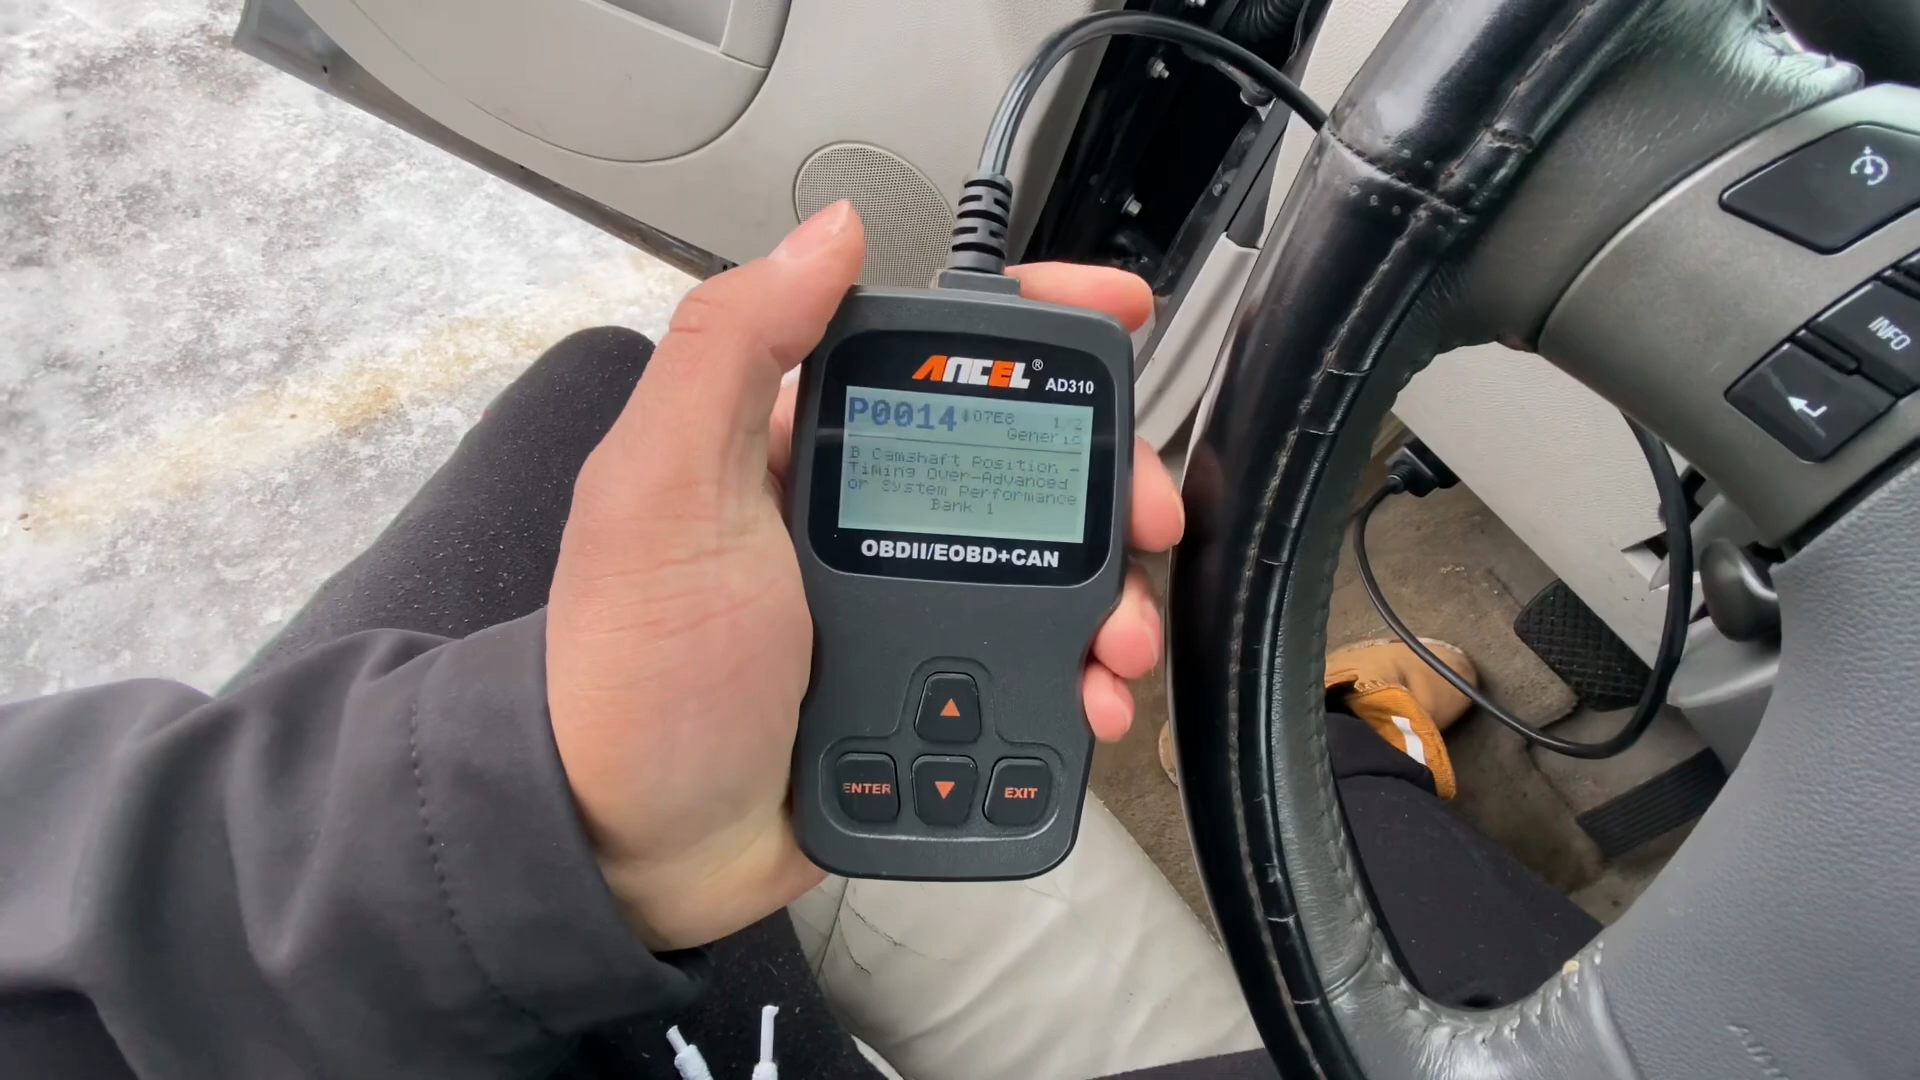 ANCEL® AD310
P0014 07E8 1/2
Generic
B Camshaft Position -
Timing Over-Advanced
or System Performance
Bank 1
OBDII/EOBD+CAN
ENTER
EXIT
INFO